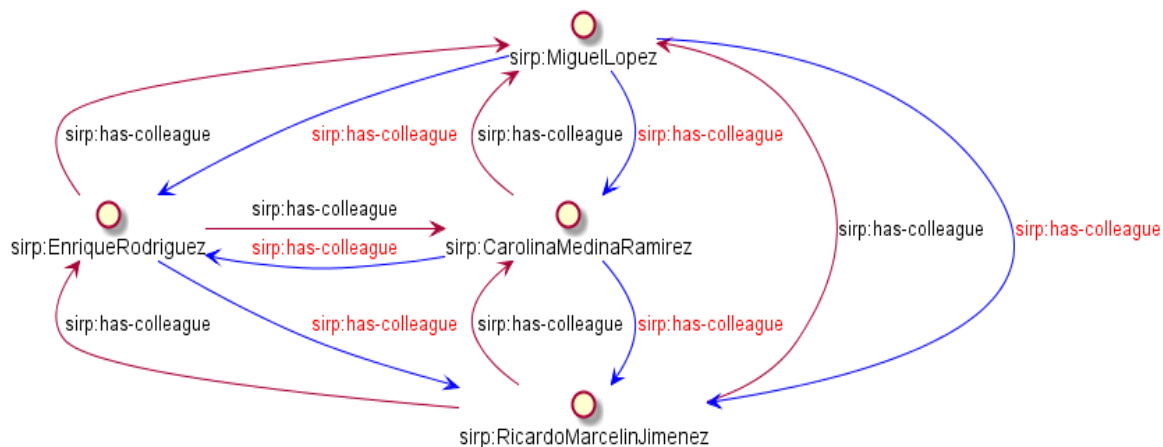 sirp:MiguelLopez
sirp:has-colleague
sirp:has-colleague
sirp:has-colleague
sirp:has-colleague
sirp:has-colleague
sirp:EnriqueRodriguez
sirp:has-colleague
sirp:CarolinaMedinaRamirez
sirp:has-colleague
sirp:has-colleague
sirp:has-colleague
sirp:has-colleague
sirp:has-colleague
sirp:has-colleague
sirp:RicardoMarcelinJimenez